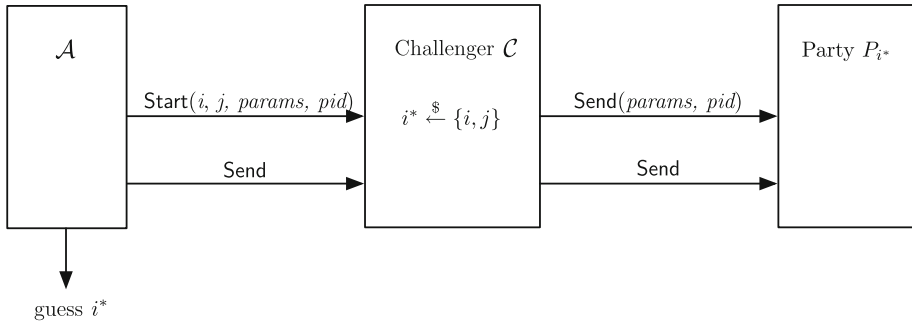 𝒜
Challenger 𝒞
Party P_{i*}
Start(i, j, params, pid)
i* ←$ {i, j}
Send(params, pid)
Send
Send
guess i*